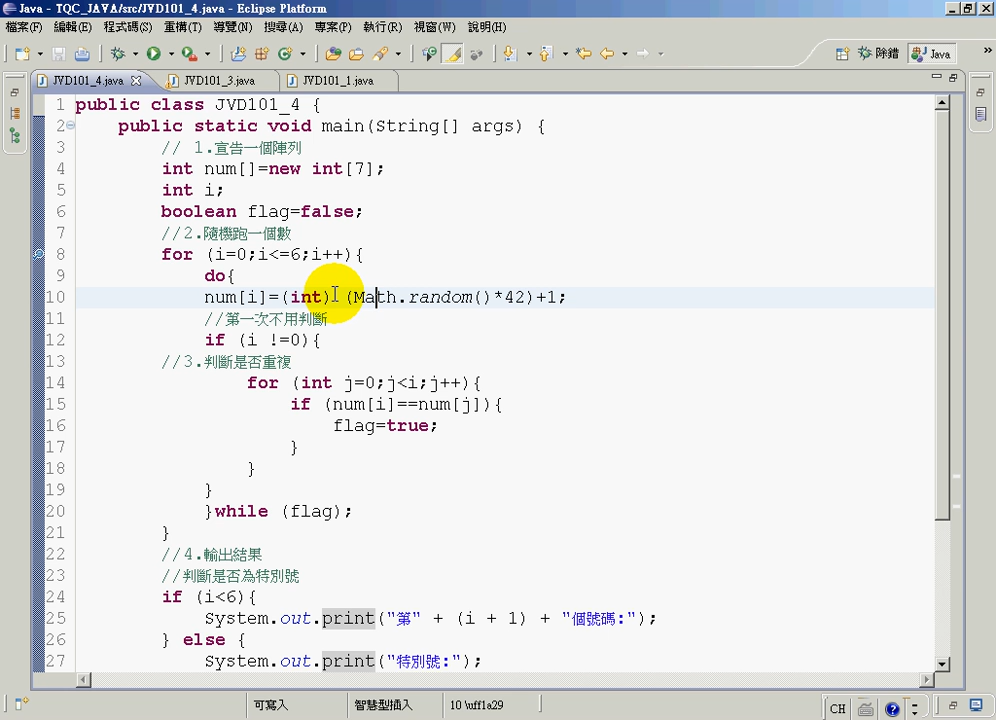 Java - TQC_JAVA/src/JVD101_4.java - Eclipse Platform
檔案(F) 編輯(E) 程式碼(S) 重構(T) 導覽(N) 搜尋(A) 專案(P) 執行(R) 視窗(W) 說明(H)
除錯 Java »
JVD101_4.java JVD101_3.java JVD101_1.java
1 public class JVD101_4 {
2 public static void main(String[] args) {
3 // 1.宣告一個陣列
4 int num[]=new int[7];
5 int i;
6 boolean flag=false;
7 //2.隨機跑一個數
8 for (i=0;i<=6;i++){
9 do{
10 num[i]=(int) (Math.random()*42)+1;
11 //第一次不用判斷
12 if (i !=0){
13 //3.判斷是否重複
14 for (int j=0;j<i;j++){
15 if (num[i]==num[j]){
16 flag=true;
17 }
18 }
19 }
20 }while (flag);
21 }
22 //4.輸出結果
23 //判斷是否為特別號
24 if (i<6){
25 System.out.print("第" + (i + 1) + "個號碼:");
26 } else {
27 System.out.print("特別號:");
可寫入 智慧型插入 10 \uff1a29
CH